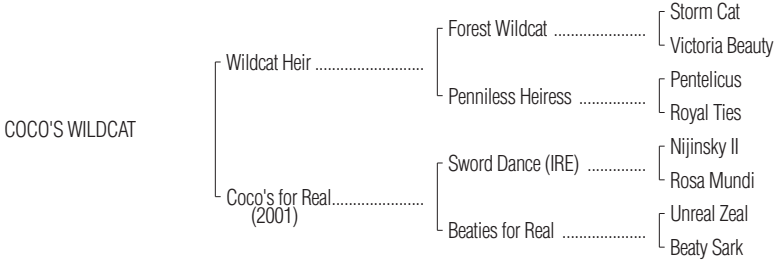 Storm Cat
Forest Wildcat ......................
Victoria Beauty
Wildcat Heir ..........................
Pentelicus
Penniless Heiress ................
Royal Ties
COCO'S WILDCAT
Nijinsky II
Sword Dance (IRE) ..............
Rosa Mundi
Coco's for Real......................
(2001)
Unreal Zeal
Beaties for Real ....................
Beaty Sark